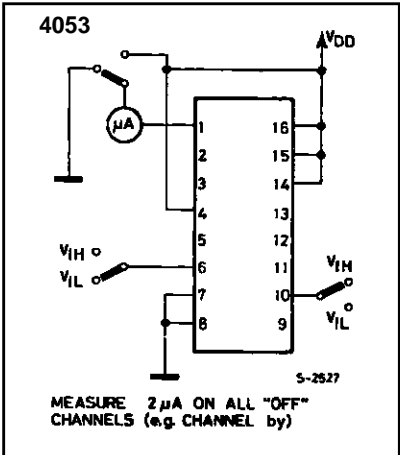 4053
VDD
μA
1 16
2 15
3 14
4 13
5 12
6 11
7 10
8 9
VIH
VIL
VIH
VIL
S-2527
MEASURE 2μA ON ALL "OFF"
CHANNELS (e.g. CHANNEL by)